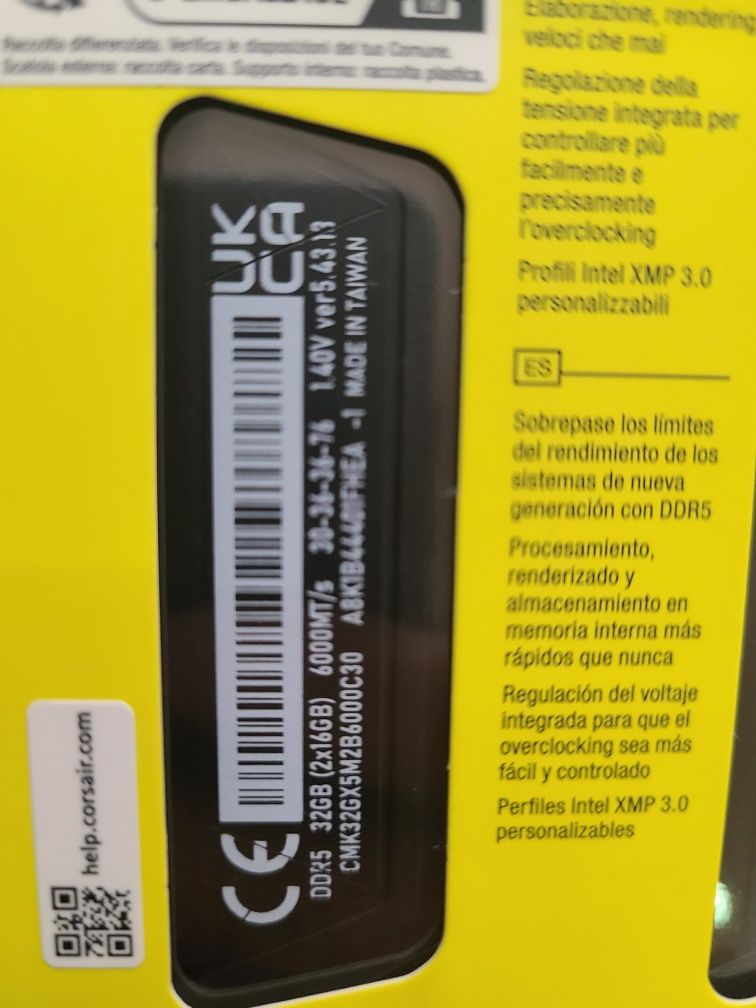 Raccolta differenziata. Verifica le disposizioni del tuo Comune.
Scatola esterna: raccolta carta. Supporto interno: raccolta plastica.
Elaborazione, rendering
veloci che mai
Regolazione della
tensione integrata per
controllare più
facilmente e
precisamente
l'overclocking
Profili Intel XMP 3.0
personalizzabili
ES
Sobrepase los límites
del rendimiento de los
sistemas de nueva
generación con DDR5
Procesamiento,
renderizado y
almacenamiento en
memoria interna más
rápidos que nunca
Regulación del voltaje
integrada para que el
overclocking sea más
fácil y controlado
Perfiles Intel XMP 3.0
personalizables
CE
UK
CA
DDR5 32GB (2x16GB) 6000MT/s 30-36-36-76 1.40V ver5.43.13
CMK32GX5M2B6000C30 -1 MADE IN TAIWAN
help.corsair.com